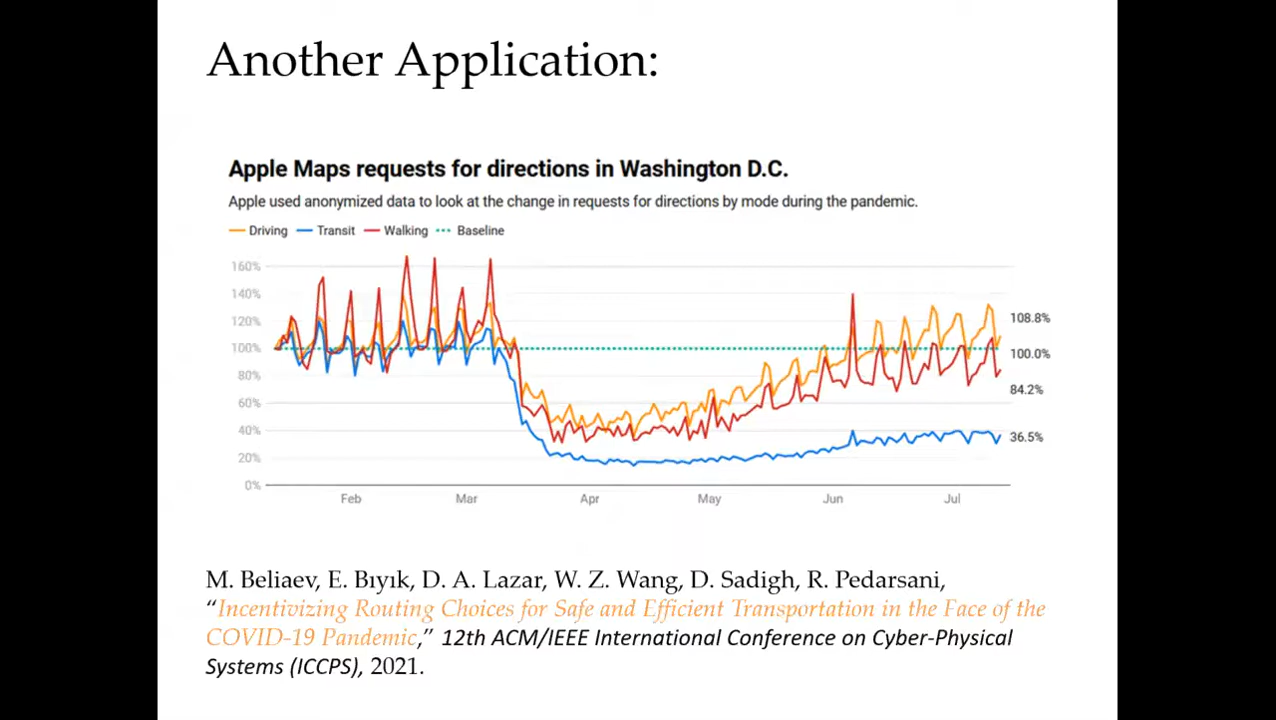 Another Application:
Apple Maps requests for directions in Washington D.C.
Apple used anonymized data to look at the change in requests for directions by mode during the pandemic.
Driving Transit Walking Baseline
160%
140%
120%
100%
80%
60%
40%
20%
0%
108.8%
100.0%
84.2%
36.5%
Feb Mar Apr May Jun Jul
M. Beliaev, E. Bıyık, D. A. Lazar, W. Z. Wang, D. Sadigh, R. Pedarsani,
“Incentivizing Routing Choices for Safe and Efficient Transportation in the Face of the
COVID-19 Pandemic,” 12th ACM/IEEE International Conference on Cyber-Physical
Systems (ICCPS), 2021.